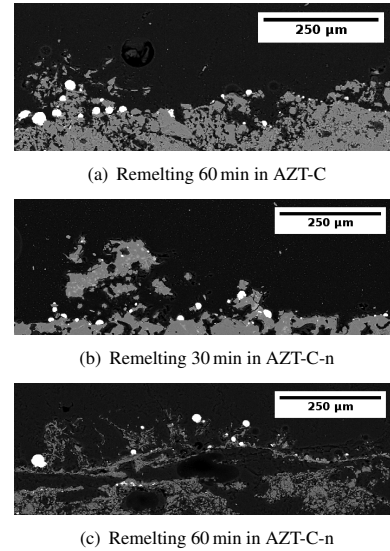 250 µm
(a) Remelting 60 min in AZT-C
250 µm
(b) Remelting 30 min in AZT-C-n
250 µm
(c) Remelting 60 min in AZT-C-n